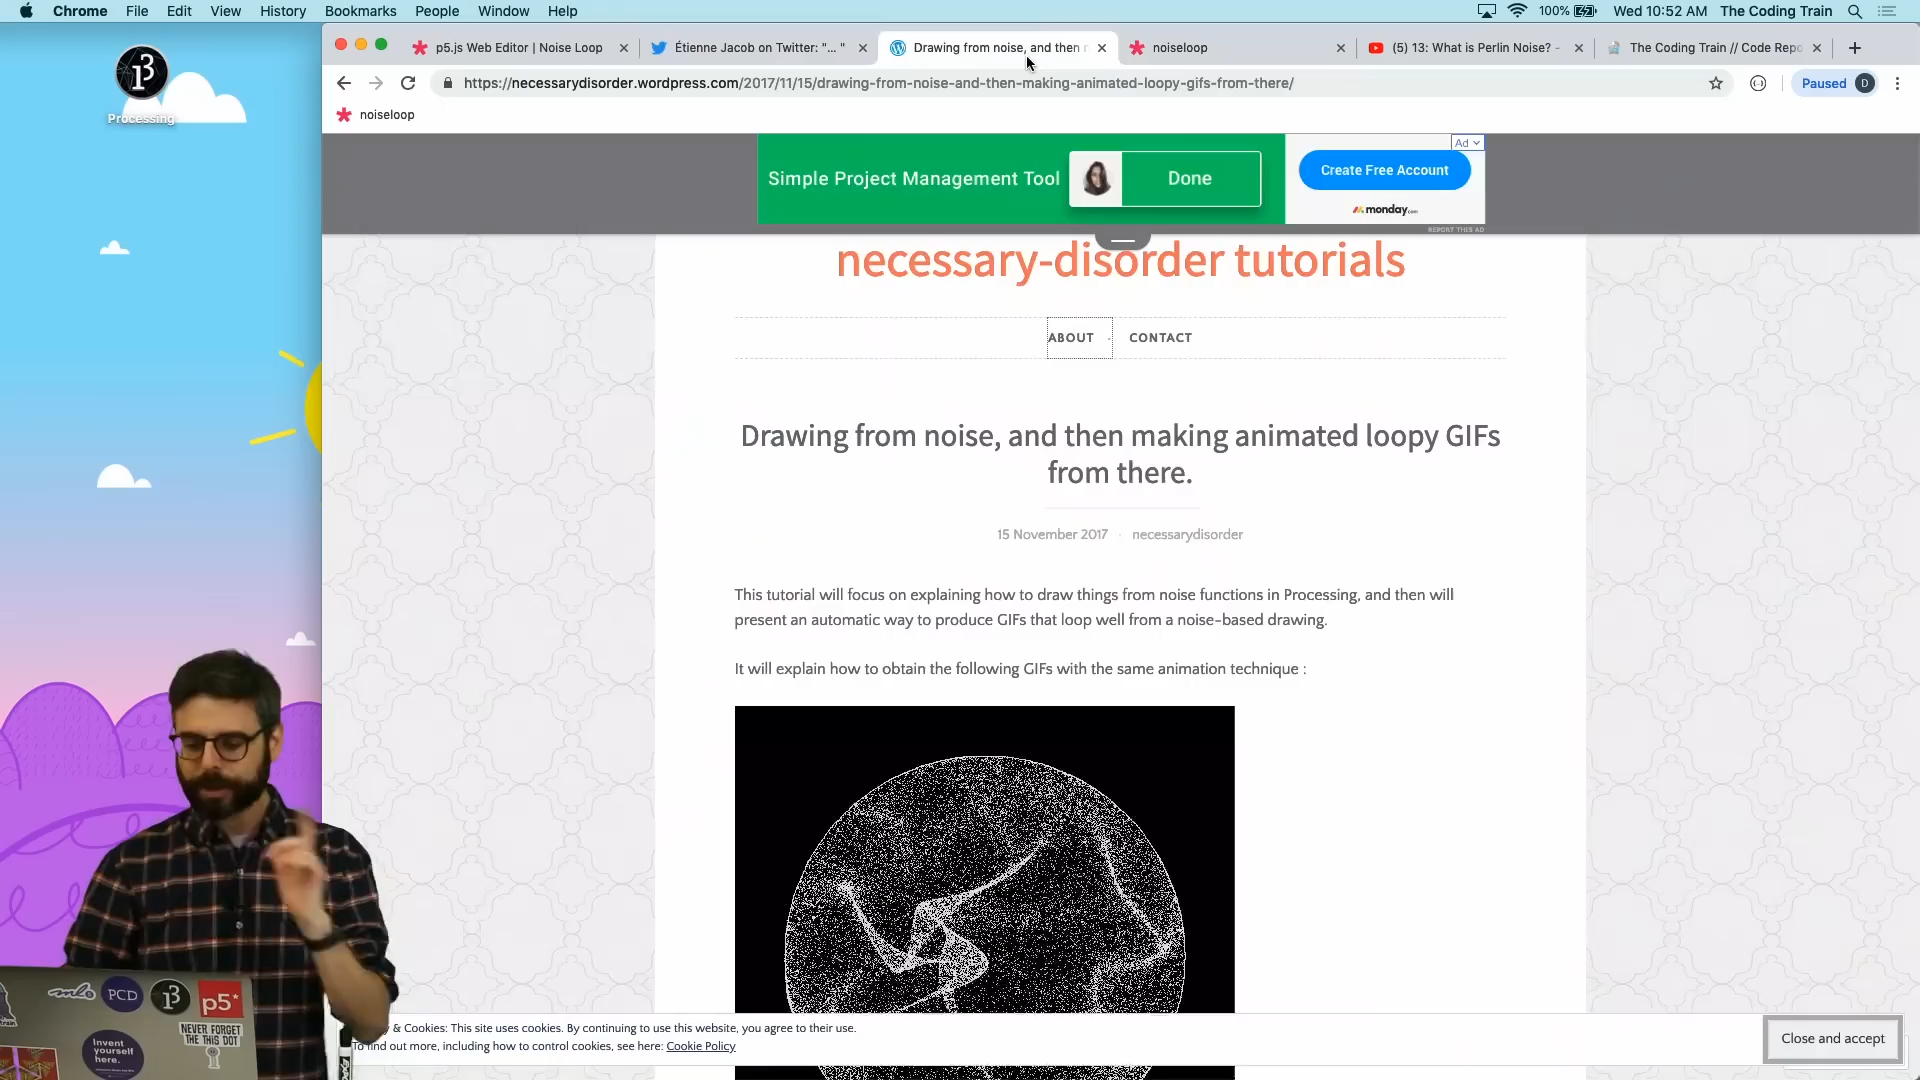 Chrome File Edit View History Bookmarks People Window Help 100% Wed 10:52 AM The Coding Train
p5.js Web Editor | Noise Loop
Étience Jacob on Twitter: "... "
Drawing from noise, and then
noiseloop
(5) 13: What is Perlin Noise? -
The Coding Train // Code Repo
https://necessarydisorder.wordpress.com/2017/11/15/drawing-from-noise-and-then-making-animated-loopy-gifs-from-there/
Paused D
noiseloop
Processing
Simple Project Management Tool
Done
Ad
Create Free Account
monday.com
REPORT THIS AD
necessary-disorder tutorials
ABOUT
CONTACT
Drawing from noise, and then making animated loopy GIFs
from there.
15 November 2017 · necessarydisorder
This tutorial will focus on explaining how to draw things from noise functions in Processing, and then will
present an automatic way to produce GIFs that loop well from a noise-based drawing.
It will explain how to obtain the following GIFs with the same animation technique :
& Cookies: This site uses cookies. By continuing to use this website, you agree to their use.
To find out more, including how to control cookies, see here: Cookie Policy
Close and accept
mlo
PCD
p5*
NEVER FORGET
THE THIS DOT
Invent
yourself
here.